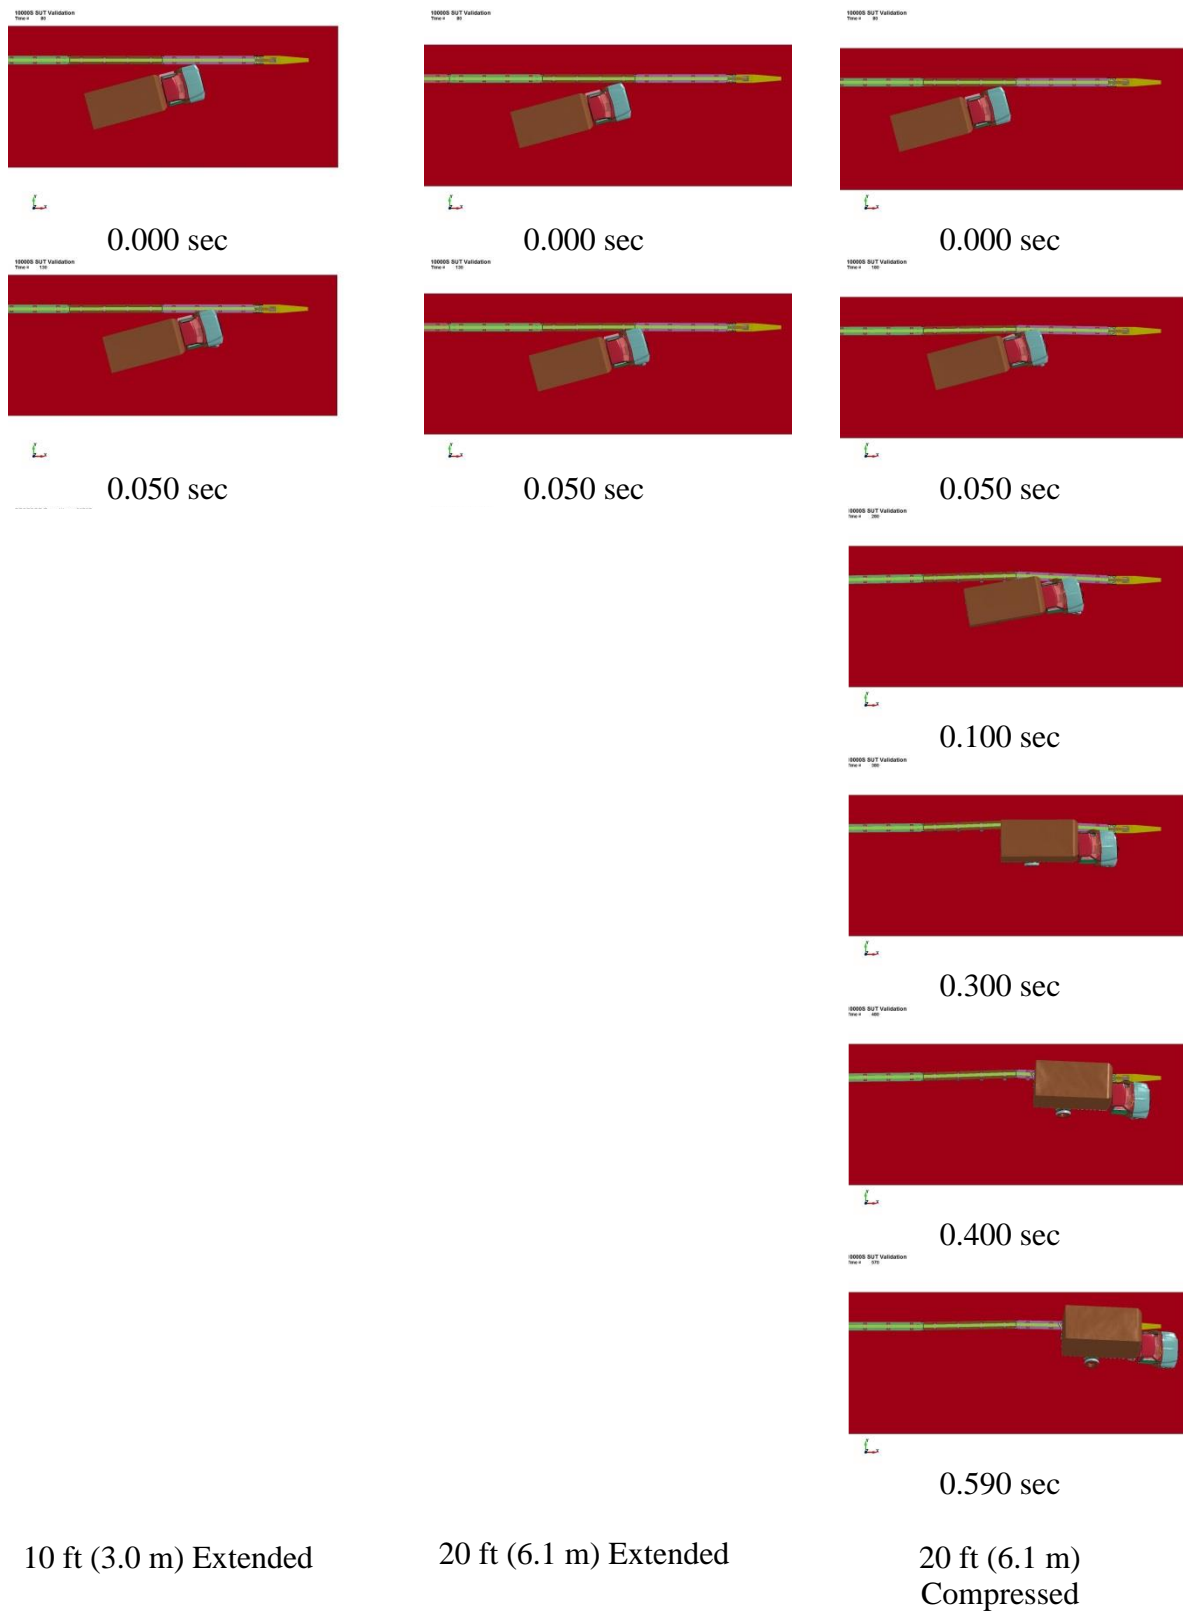 10000S SUT Validation
10000S SUT Validation
10000S SUT Validation
0.000 sec
0.000 sec
0.000 sec
10000S SUT Validation
10000S SUT Validation
10000S SUT Validation
0.050 sec
0.050 sec
0.050 sec
10000S SUT Validation
0.100 sec
10000S SUT Validation
0.300 sec
10000S SUT Validation
0.400 sec
10000S SUT Validation
0.590 sec
10 ft (3.0 m) Extended
20 ft (6.1 m) Extended
20 ft (6.1 m)
Compressed